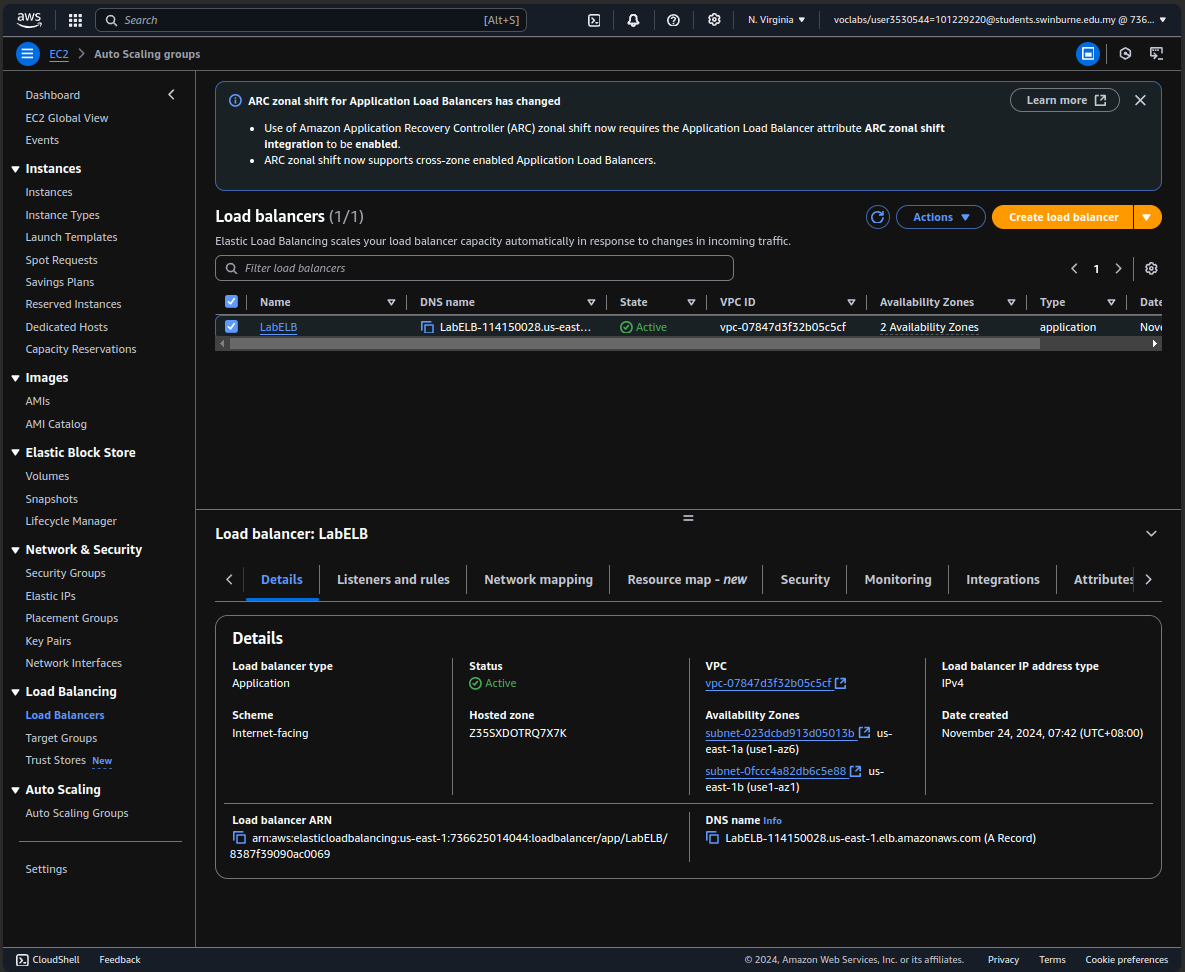 aws
Search [Alt+S]
N. Virginia
voclabs/user3530544=101229220@students.swinburne.edu.my @ 736...
EC2 Auto Scaling groups
Dashboard
EC2 Global View
Events
Instances
Instances
Instance Types
Launch Templates
Spot Requests
Savings Plans
Reserved Instances
Dedicated Hosts
Capacity Reservations
Images
AMIs
AMI Catalog
Elastic Block Store
Volumes
Snapshots
Lifecycle Manager
Network & Security
Security Groups
Elastic IPs
Placement Groups
Key Pairs
Network Interfaces
Load Balancing
Load Balancers
Target Groups
Trust Stores New
Auto Scaling
Auto Scaling Groups
Settings
ARC zonal shift for Application Load Balancers has changed
Learn more
• Use of Amazon Application Recovery Controller (ARC) zonal shift now requires the Application Load Balancer attribute ARC zonal shift
integration to be enabled.
• ARC zonal shift now supports cross-zone enabled Application Load Balancers.
Load balancers (1/1)
Actions
Create load balancer
Elastic Load Balancing scales your load balancer capacity automatically in response to changes in incoming traffic.
Filter load balancers
1
Name DNS name State VPC ID Availability Zones Type Date
LabELB LabELB-114150028.us-east... Active vpc-07847d3f32b05c5cf 2 Availability Zones application Nove
Load balancer: LabELB
Details Listeners and rules Network mapping Resource map - new Security Monitoring Integrations Attributes
Details
Load balancer type
Application
Status
Active
VPC
vpc-07847d3f32b05c5cf
Load balancer IP address type
IPv4
Scheme
Internet-facing
Hosted zone
Z35SXDOTRQ7X7K
Availability Zones
subnet-023dcbd913d05013b us-
east-1a (use1-az6)
subnet-0fccc4a82db6c5e88 us-
east-1b (use1-az1)
Date created
November 24, 2024, 07:42 (UTC+08:00)
Load balancer ARN
arn:aws:elasticloadbalancing:us-east-1:736625014044:loadbalancer/app/LabELB/
8387f39090ac0069
DNS name Info
LabELB-114150028.us-east-1.elb.amazonaws.com (A Record)
CloudShell Feedback
© 2024, Amazon Web Services, Inc. or its affiliates. Privacy Terms Cookie preferences